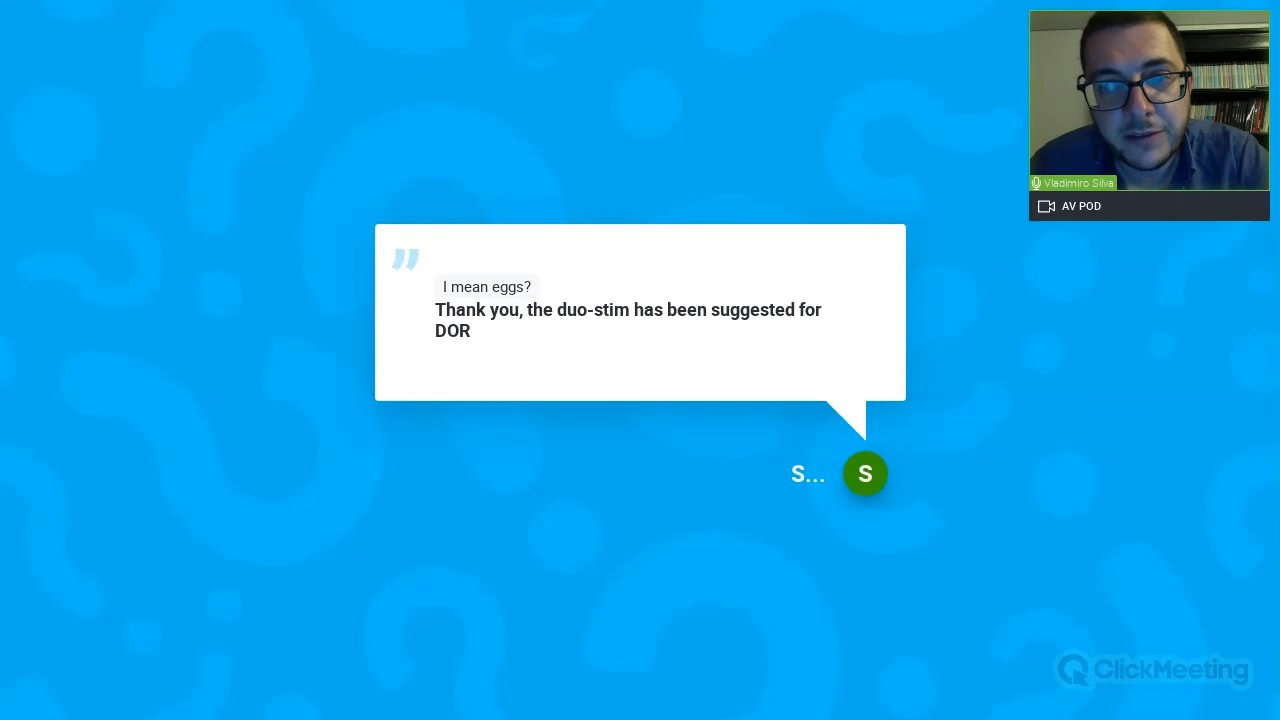 Vladimiro Silva
AV POD
I mean eggs?
Thank you, the duo-stim has been suggested for
DOR
S...
S
ClickMeeting